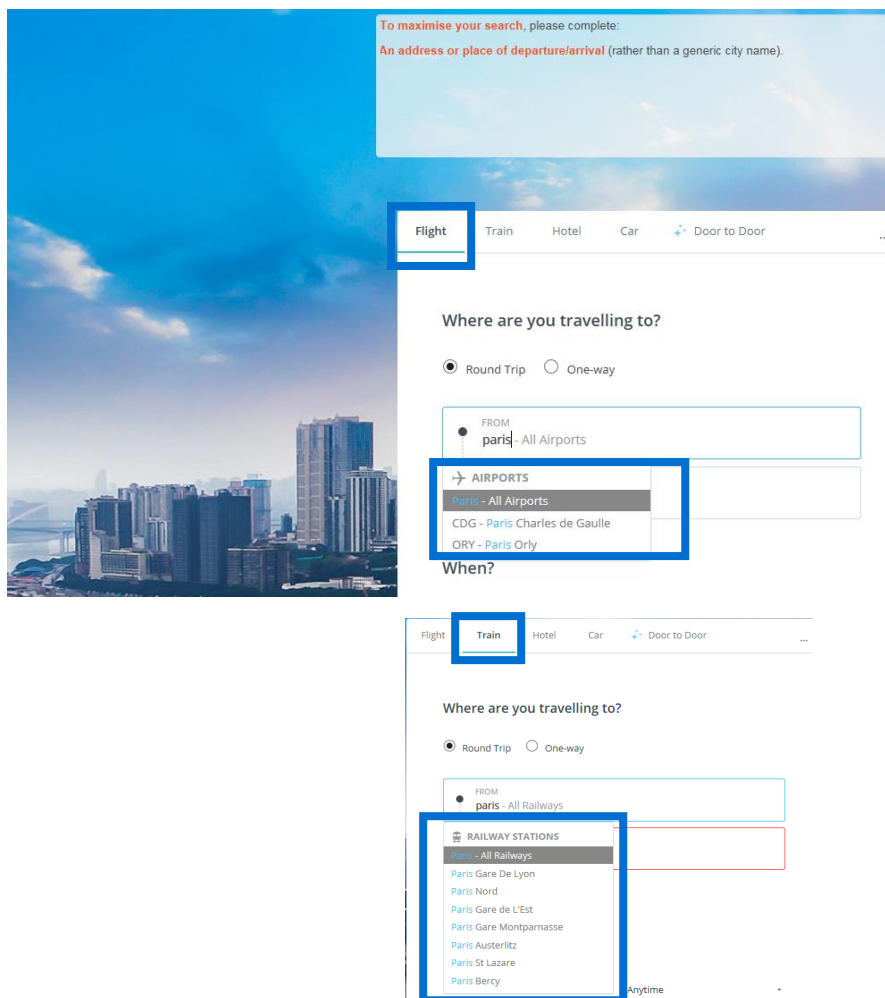 To maximise your search, please complete:
An address or place of departure/arrival (rather than a generic city name).
Flight Train Hotel Car Door to Door ...
Where are you travelling to?
Round Trip One-way
FROM
paris - All Airports
AIRPORTS
Paris - All Airports
CDG - Paris Charles de Gaulle
ORY - Paris Orly
When?
Flight Train Hotel Car Door to Door ...
Where are you travelling to?
Round Trip One-way
FROM
paris - All Railways
RAILWAY STATIONS
Paris - All Railways
Paris Gare De Lyon
Paris Nord
Paris Gare de L'Est
Paris Gare Montparnasse
Paris Austerlitz
Paris St Lazare
Paris Bercy
Anytime